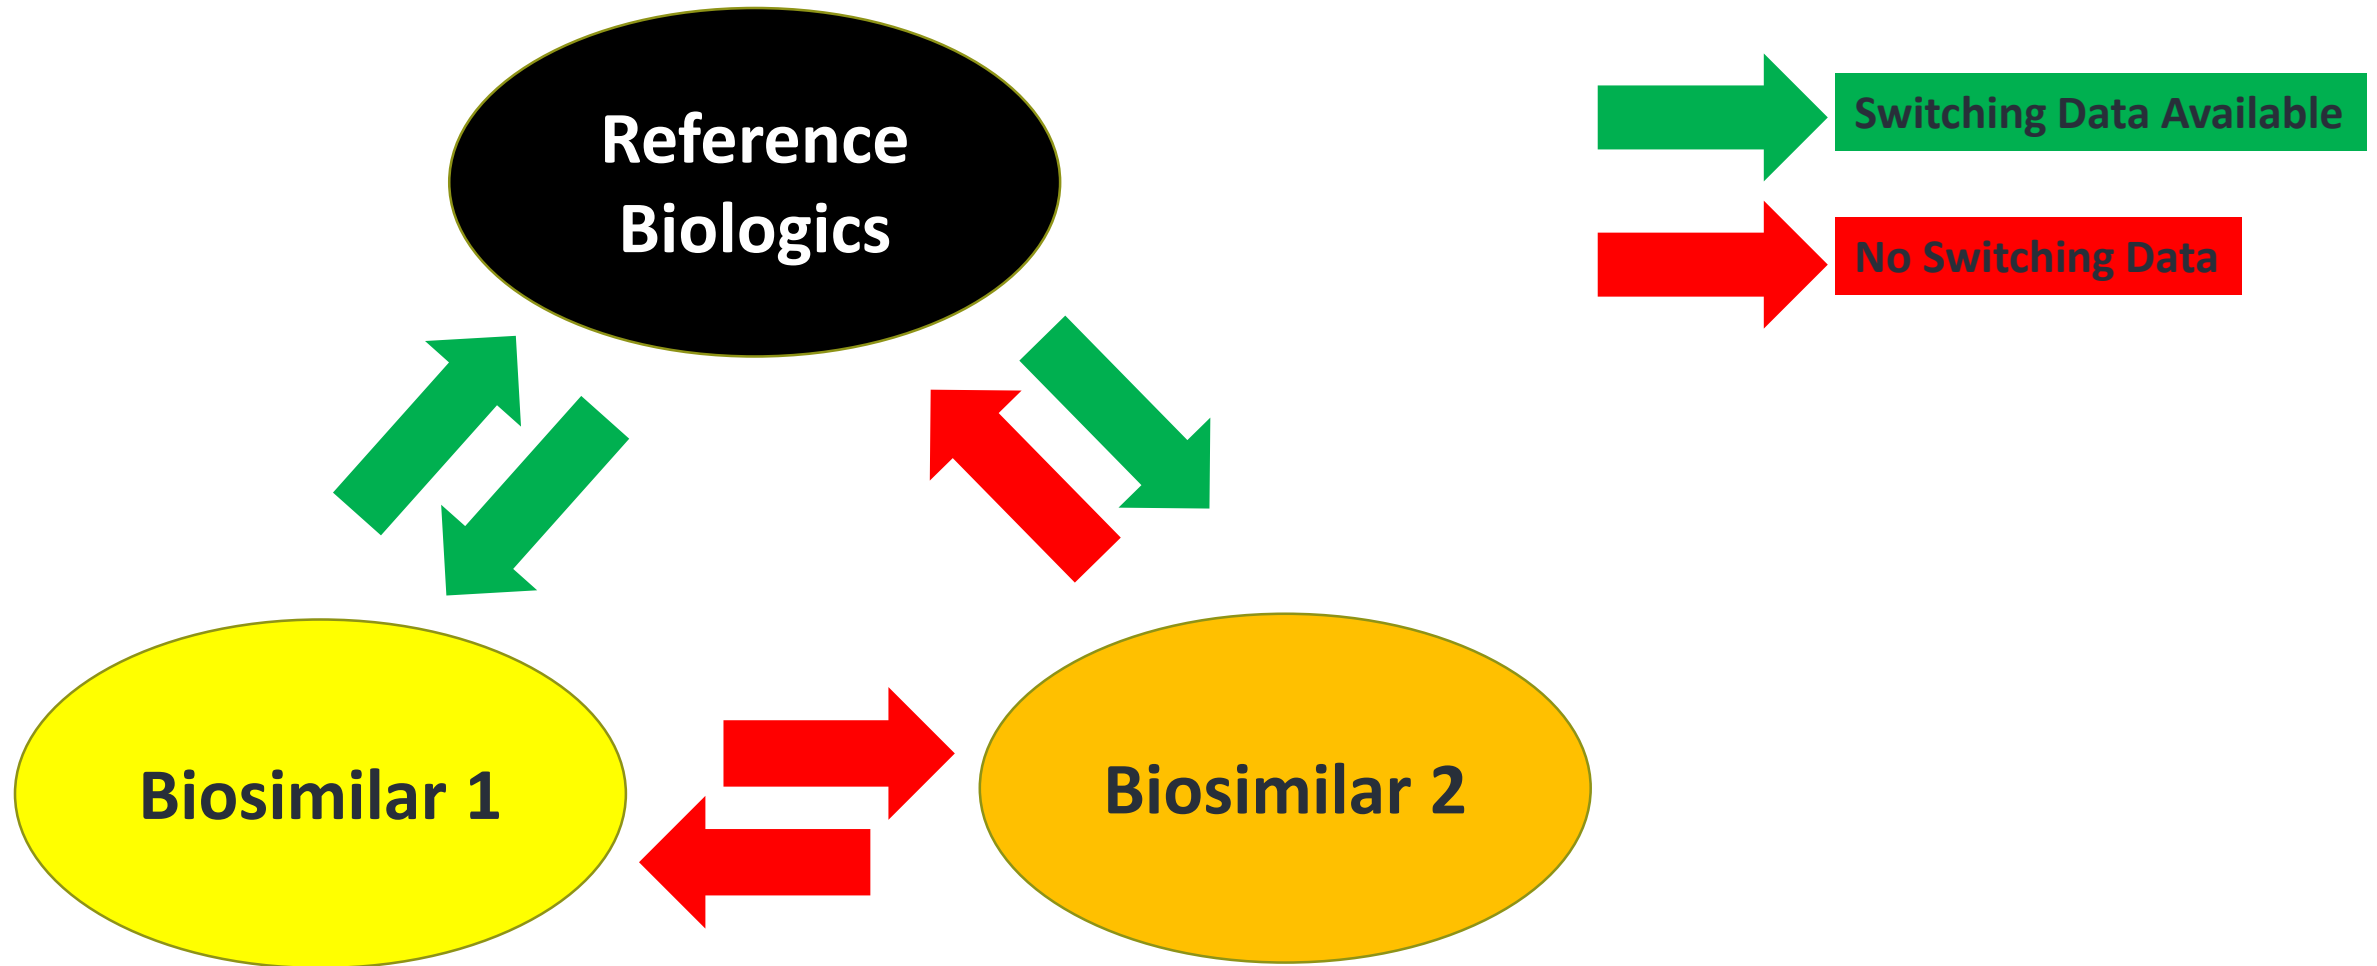 Reference
Biologics
Switching Data Available
No Switching Data
Biosimilar 1
Biosimilar 2